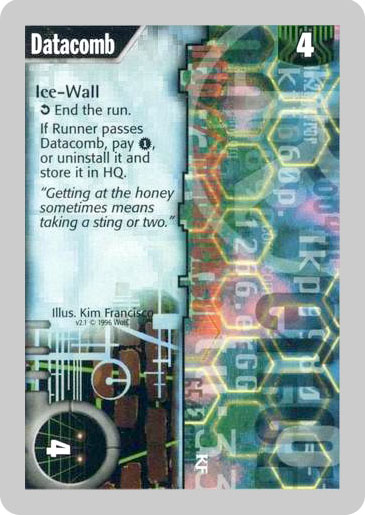 Datacomb
4
Ice-Wall
End the run.
If Runner passes
Datacomb, pay 1,
or uninstall it and
store it in HQ.
"Getting at the honey
sometimes means
taking a sting or two."
Illus. Kim Francisco
v2.1 © 1996 WotC
4
KF